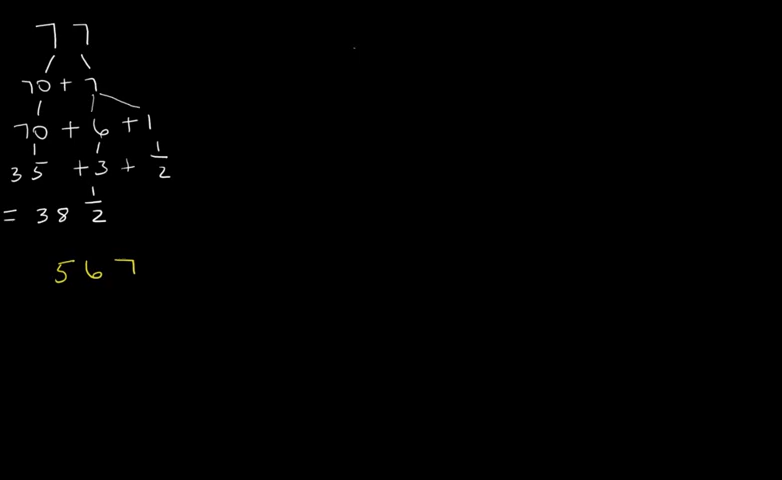 77
70 + 7
70 + 6 + 1
35 + 3 + 1/2
= 38 1/2
567